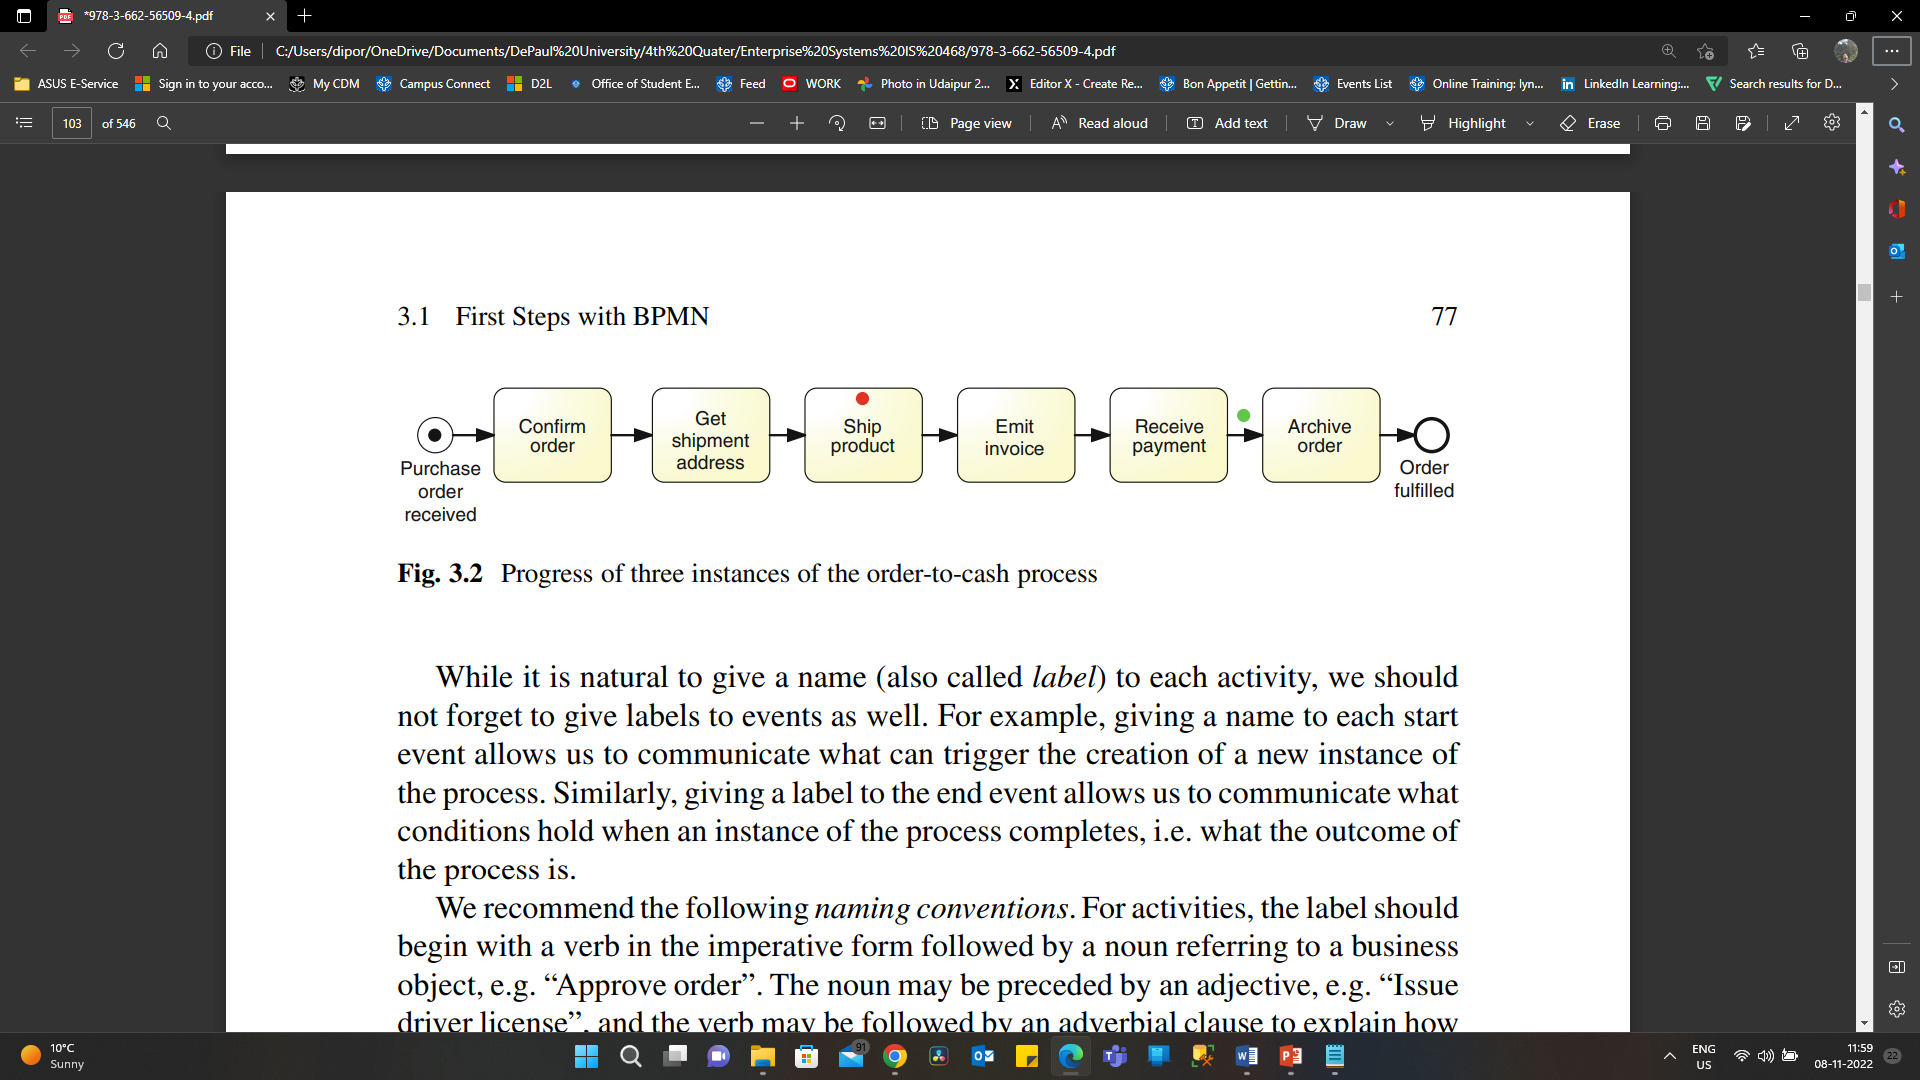 *978-3-662-56509-4.pdf
File
C:/Users/dipor/OneDrive/Documents/DePaul%20University/4th%20Quater/Enterprise%20Systems%20IS%20468/978-3-662-56509-4.pdf
ASUS E-Service
Sign in to your acco...
My CDM
Campus Connect
D2L
Office of Student E...
Feed
WORK
Photo in Udaipur 2...
Editor X - Create Re...
Bon Appetit | Gettin...
Events List
Online Training: lyn...
LinkedIn Learning:...
Search results for D...
103 of 546
Page view
Read aloud
Add text
Draw
Highlight
Erase
3.1 First Steps with BPMN 77
Purchase
order
received
Confirm
order
Get
shipment
address
Ship
product
Emit
invoice
Receive
payment
Archive
order
Order
fulfilled
Fig. 3.2 Progress of three instances of the order-to-cash process
While it is natural to give a name (also called label) to each activity, we should
not forget to give labels to events as well. For example, giving a name to each start
event allows us to communicate what can trigger the creation of a new instance of
the process. Similarly, giving a label to the end event allows us to communicate what
conditions hold when an instance of the process completes, i.e. what the outcome of
the process is.
We recommend the following naming conventions. For activities, the label should
begin with a verb in the imperative form followed by a noun referring to a business
object, e.g. “Approve order”. The noun may be preceded by an adjective, e.g. “Issue
driver license”, and the verb may be followed by an adverbial clause to explain how
10°C
Sunny
91
ENG
US
11:59
08-11-2022
22